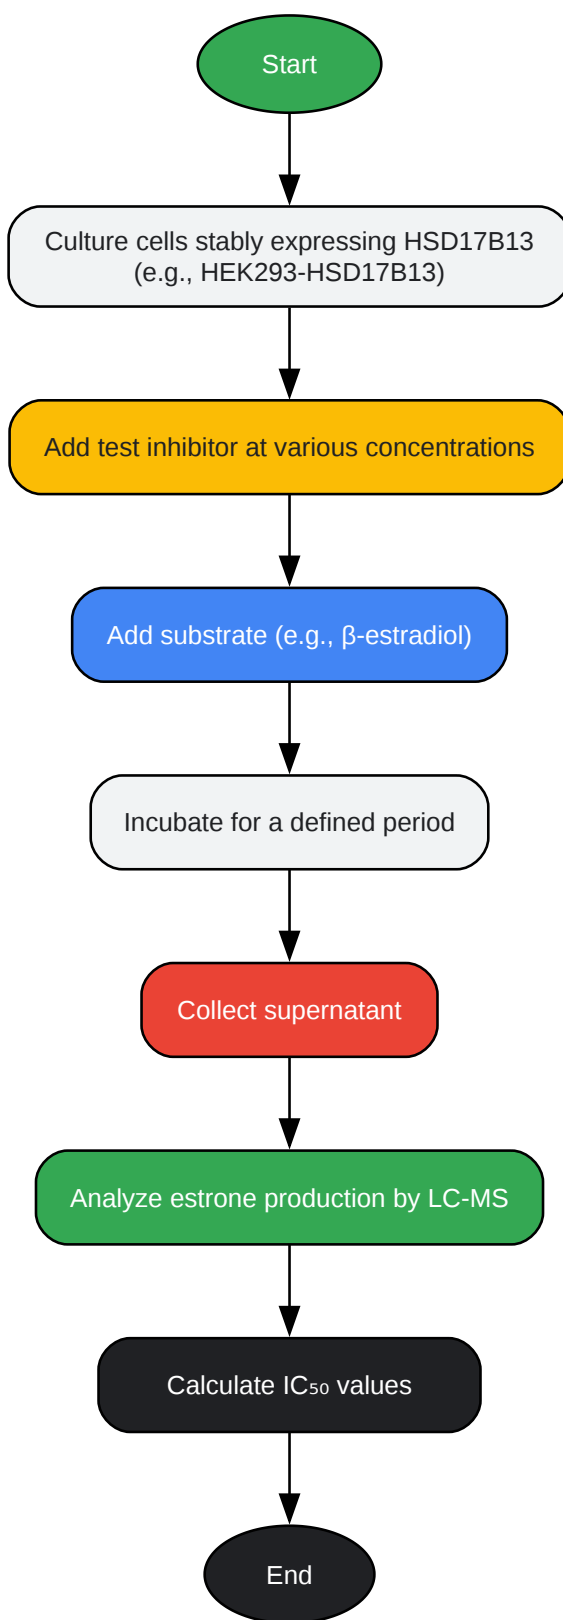 Start
Culture cells stably expressing HSD17B13
(e.g., HEK293-HSD17B13)
Add test inhibitor at various concentrations
Add substrate (e.g., β-estradiol)
Incubate for a defined period
Collect supernatant
Analyze estrone production by LC-MS
Calculate IC₅₀ values
End